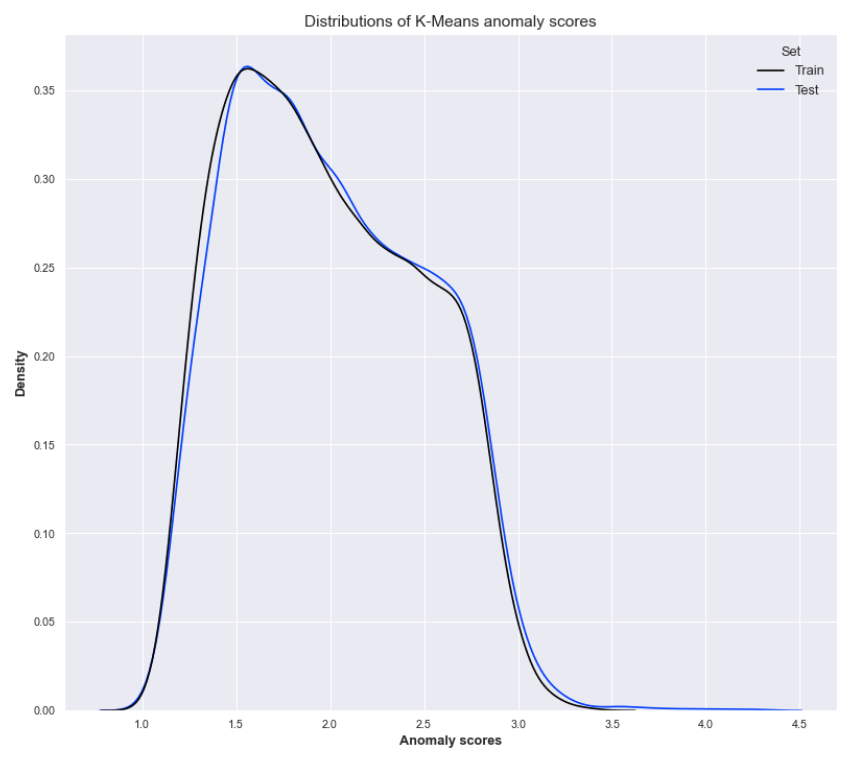 Distributions of K-Means anomaly scores
Set
Train
Test
0.35
0.30
0.25
0.20
0.15
0.10
0.05
0.00
Density
1.0 1.5 2.0 2.5 3.0 3.5 4.0 4.5
Anomaly scores